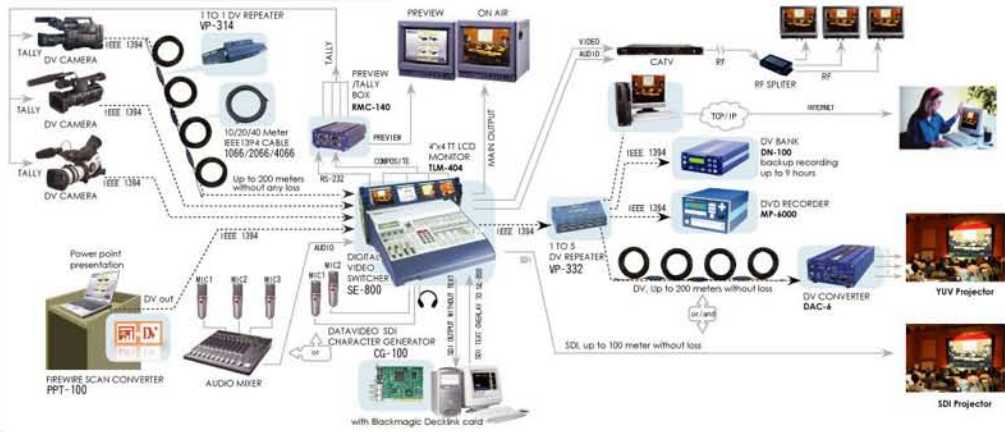 TALLY
DV CAMERA
IEEE 1394
1 TO 1 DV REPEATER
VP-314
TALLY
DV CAMERA
IEEE 1394
10/20/40 Meter
IEEE1394 CABLE
1066/2066/4066
TALLY
DV CAMERA
IEEE 1394
Up to 200 meters
without any loss
TALLY
PREVIEW
/TALLY
BOX
RMC-140
PREVIEW
ON AIR
PREVIEW
COMPOSITE
RS-232
4"x4 TT LCD
MONITOR
TLM-404
MAIN OUTPUT
VIDEO
AUDIO
CATV
RF
RF SPLITER
RF
TCP/IP
INTERNET
IEEE 1394
DV BANK
DN-100
backup recording
up to 9 hours
IEEE 1394
DVD RECORDER
MP-6000
IEEE 1394
1 TO 5
DV REPEATER
VP-332
DV, Up to 200 meters without loss
or/and
DV CONVERTER
DAC-6
YUV Projector
SDI
SDI, up to 100 meter without loss
SDI Projector
Power point
presentation
DV out
DV
FIREWIRE SCAN CONVERTER
PPT-100
IEEE 1394
AUDIO
MIC1
MIC2
MIC3
AUDIO MIXER
or
MIC1
MIC2
DIGITAL
VIDEO
SWITCHER
SE-800
DATAVIDEO SDI
CHARACTER GENERATOR
CG-100
SDI OUTPUT WITHOUT TEXT
SDI TEXT OVERLAY TO SE-800
with Blackmagic Decklink card